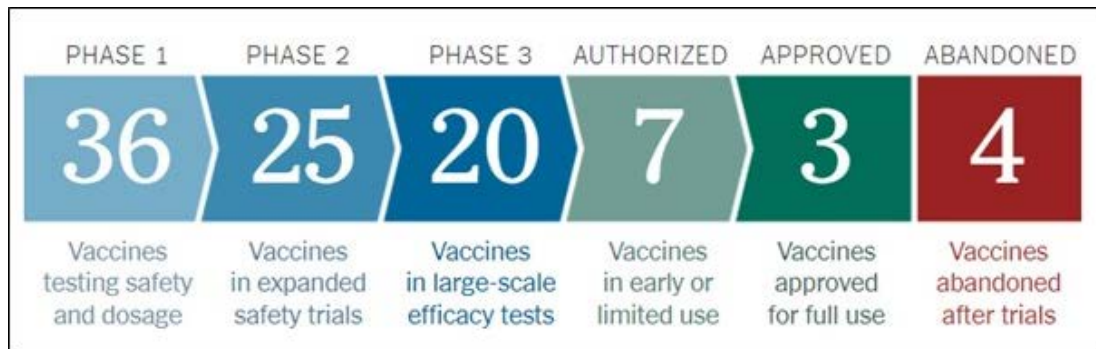 PHASE 1 PHASE 2 PHASE 3 AUTHORIZED APPROVED ABANDONED
36 25 20 7 3 4
Vaccines testing safety and dosage
Vaccines in expanded safety trials
Vaccines in large-scale efficacy tests
Vaccines in early or limited use
Vaccines approved for full use
Vaccines abandoned after trials